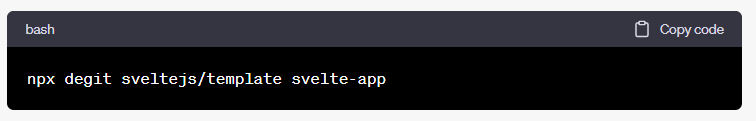 bash
Copy code
npx degit sveltejs/template svelte-app